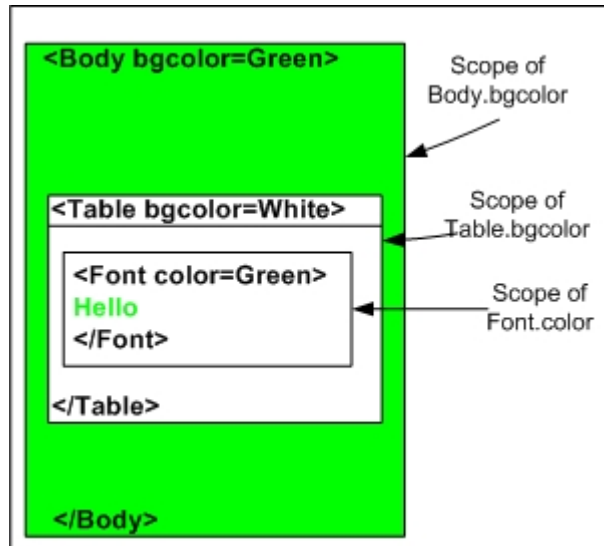 <Body bgcolor=Green>
Scope of
Body.bgcolor
<Table bgcolor=White>
Scope of
Table.bgcolor
<Font color=Green>
Hello
</Font>
Scope of
Font.color
</Table>
</Body>